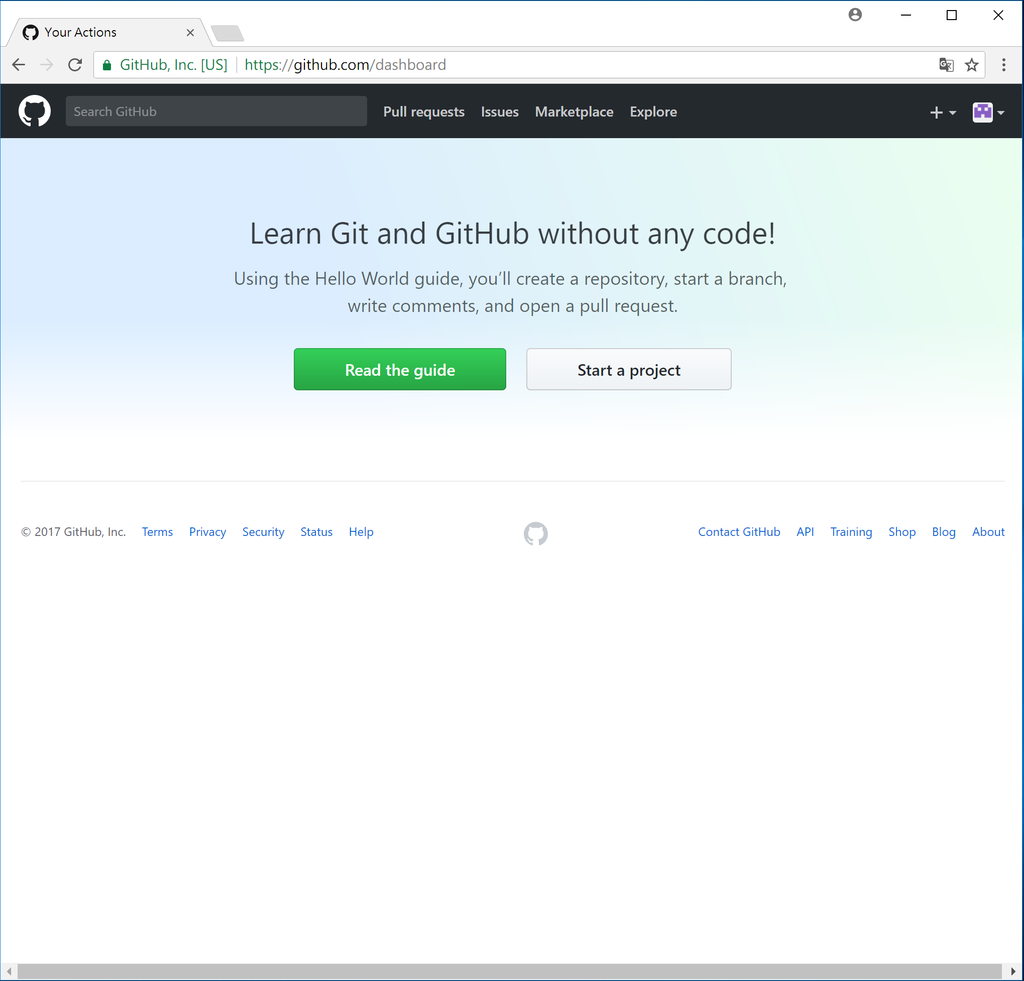 Your Actions
GitHub, Inc. [US] https://github.com/dashboard
Search GitHub Pull requests Issues Marketplace Explore
Learn Git and GitHub without any code!
Using the Hello World guide, you’ll create a repository, start a branch,
write comments, and open a pull request.
Read the guide Start a project
© 2017 GitHub, Inc. Terms Privacy Security Status Help Contact GitHub API Training Shop Blog About